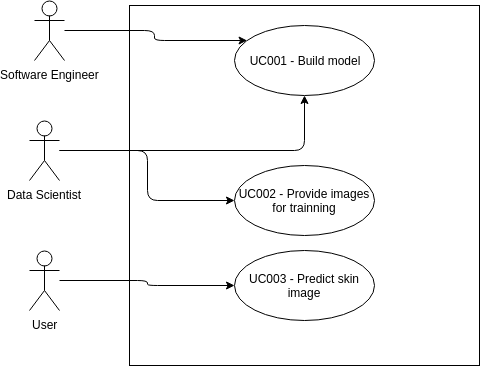 Software Engineer
UC001 - Build model
Data Scientist
UC002 - Provide images
for trainning
User
UC003 - Predict skin
image